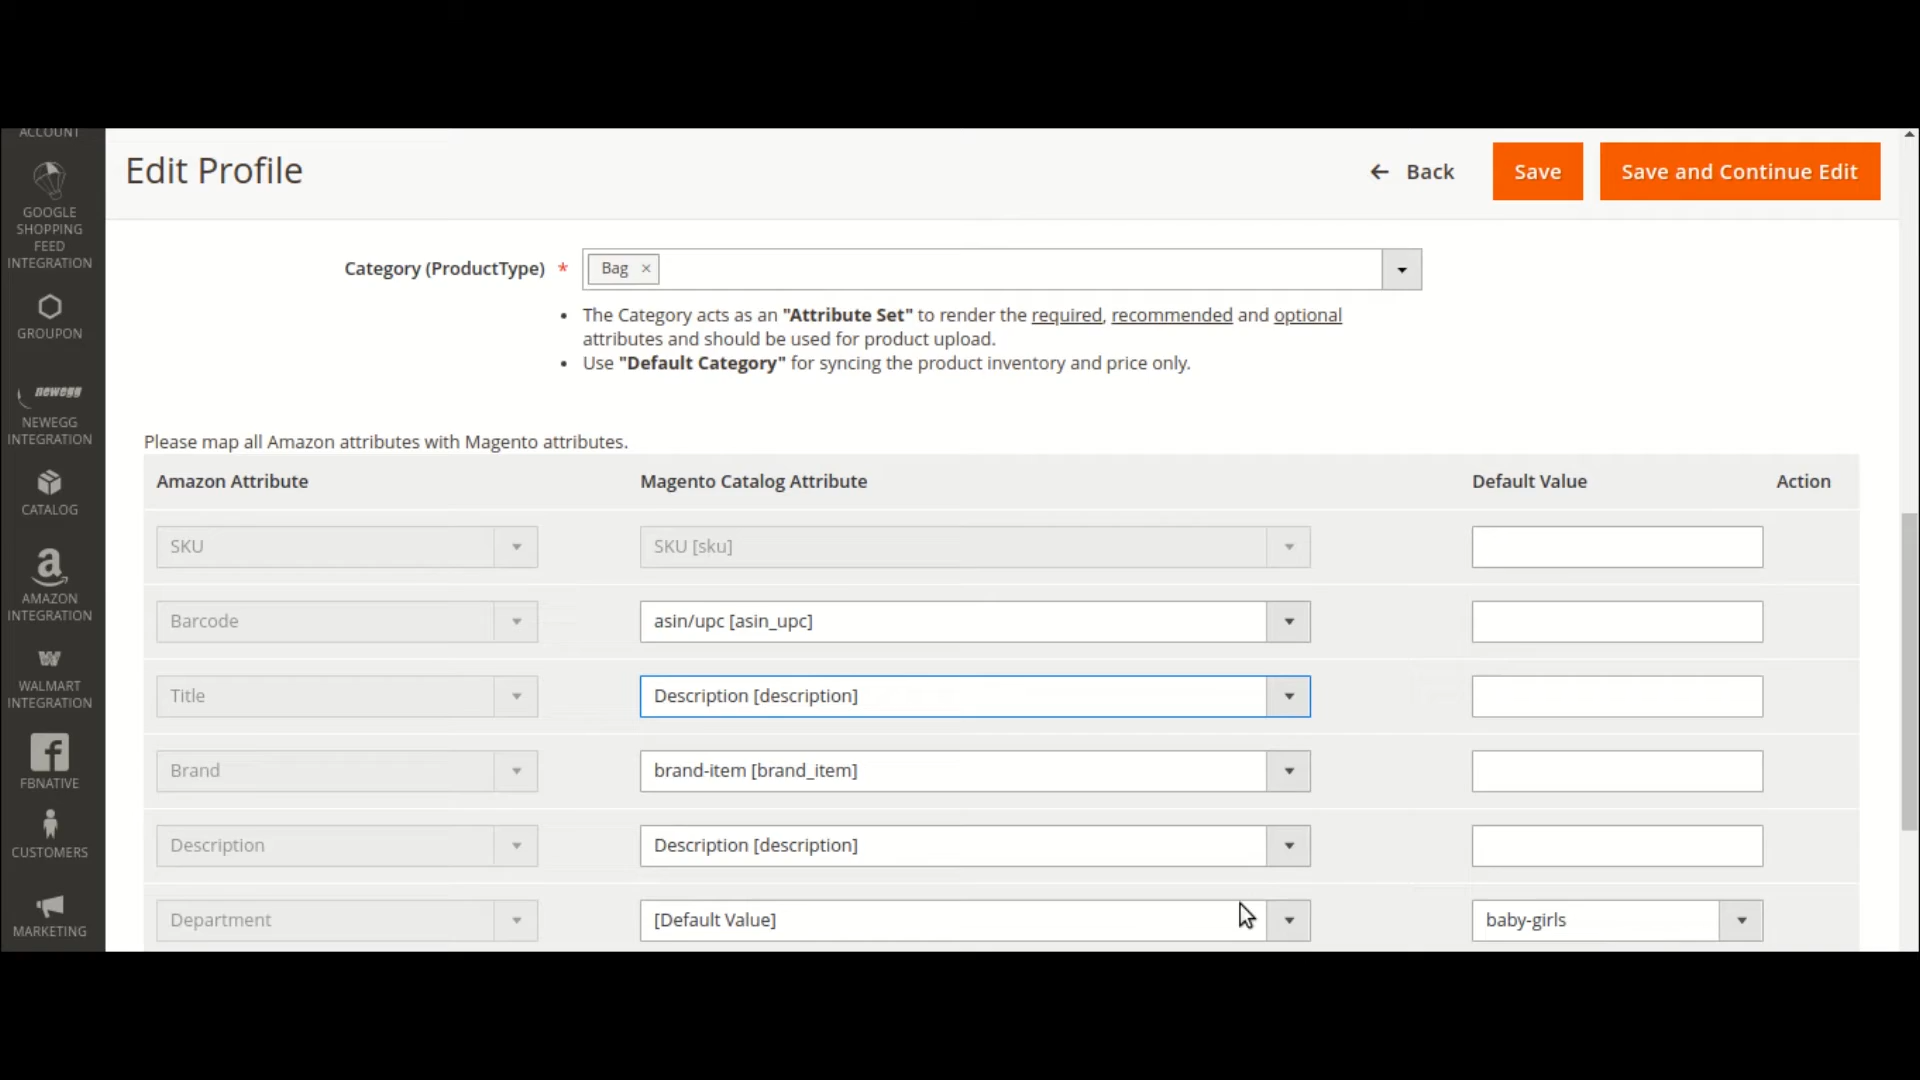 ACCOUNT
Edit Profile
Back
Save
Save and Continue Edit
GOOGLE
SHOPPING
FEED
INTEGRATION
GROUPON
newegg
NEWEGG
INTEGRATION
CATALOG
AMAZON
INTEGRATION
WALMART
INTEGRATION
FBNATIVE
CUSTOMERS
MARKETING
Category (ProductType) *
Bag ×
• The Category acts as an "Attribute Set" to render the required, recommended and optional
attributes and should be used for product upload.
• Use "Default Category" for syncing the product inventory and price only.
Please map all Amazon attributes with Magento attributes.
Amazon Attribute Magento Catalog Attribute Default Value Action
SKU SKU [sku]
Barcode asin/upc [asin_upc]
Title Description [description]
Brand brand-item [brand_item]
Description Description [description]
Department [Default Value] baby-girls